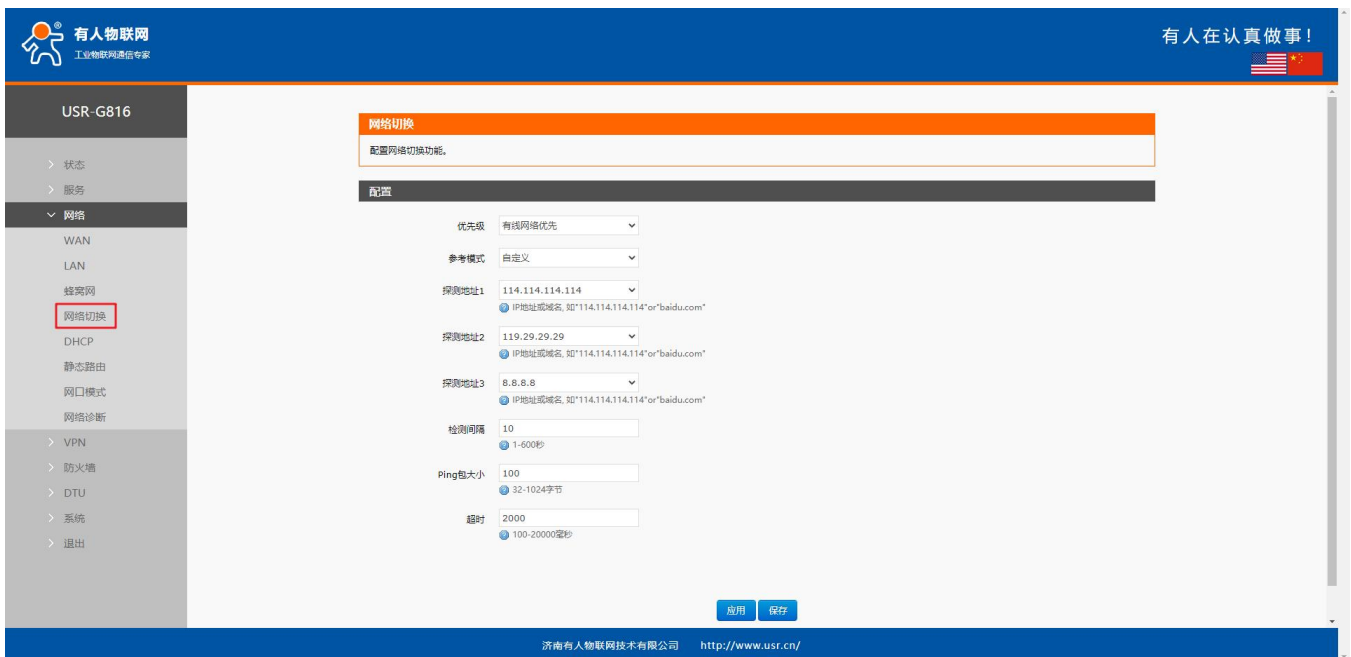 有人物联网
工业物联网通信专家
有人在认真做事！
USR-G816
状态
服务
网络
WAN
LAN
蜂窝网
网络切换
DHCP
静态路由
网口模式
网络诊断
VPN
防火墙
DTU
系统
退出
网络切换
配置网络切换功能。
配置
优先级 有线网络优先
参考模式 自定义
探测地址1 114.114.114.114
IP地址或域名, 如"114.114.114.114"or"baidu.com"
探测地址2 119.29.29.29
IP地址或域名, 如"114.114.114.114"or"baidu.com"
探测地址3 8.8.8.8
IP地址或域名, 如"114.114.114.114"or"baidu.com"
检测间隔 10
1-600秒
Ping包大小 100
32-1024字节
超时 2000
100-20000毫秒
应用 保存
济南有人物联网技术有限公司 http://www.usr.cn/